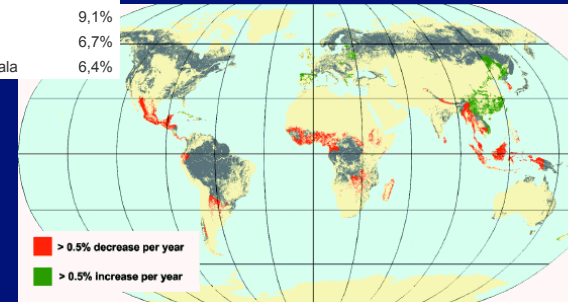 9,1%
6,7%
ala 6,4%
> 0.5% decrease per year
> 0.5% increase per year